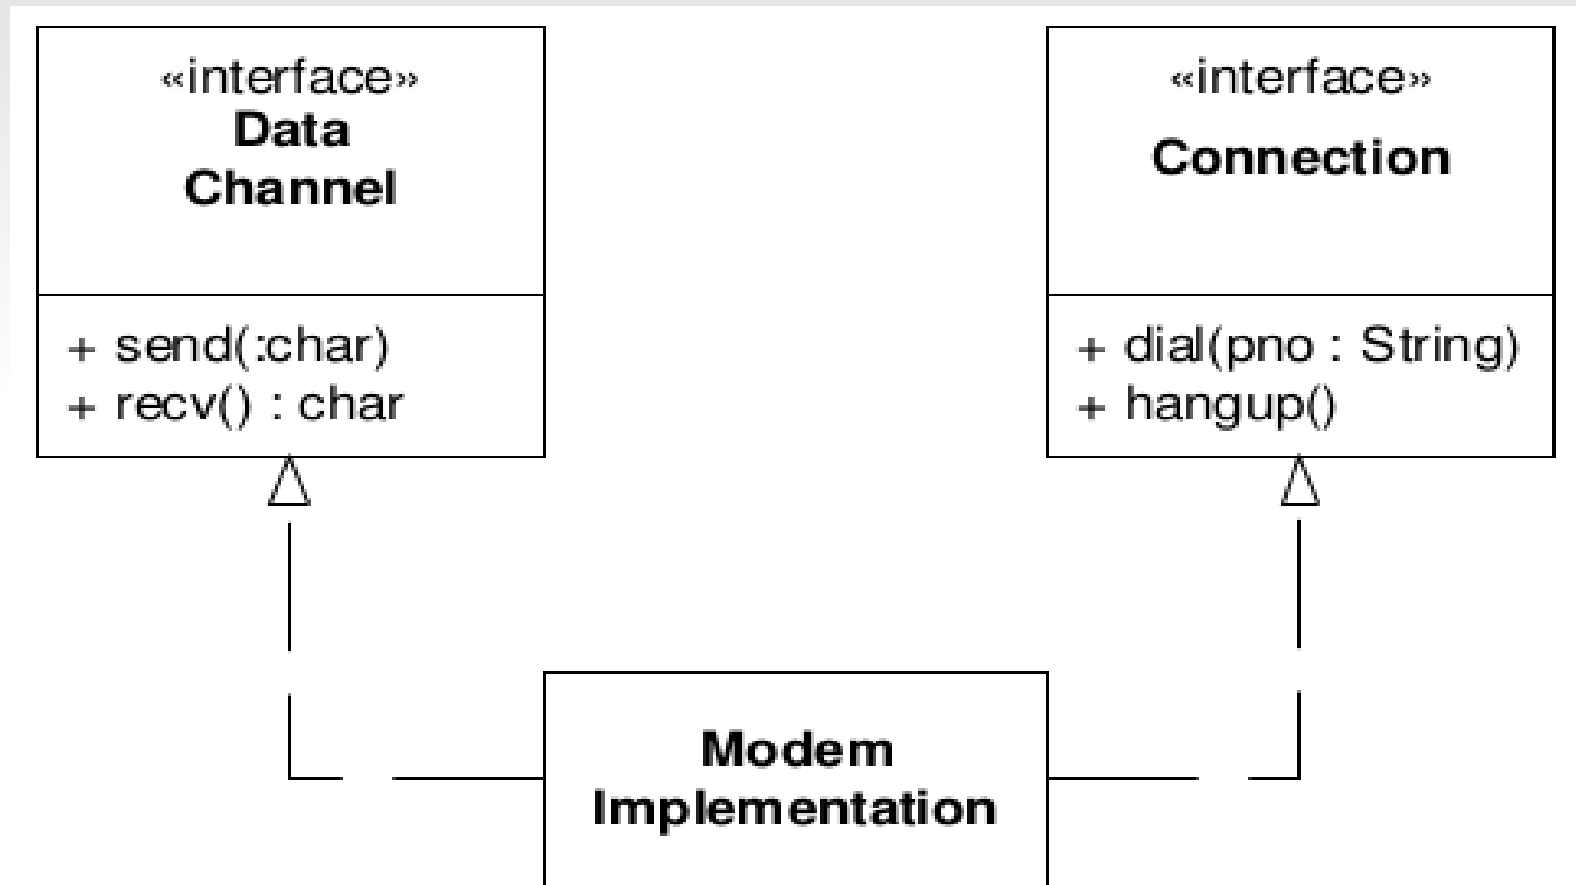 «interface»
Data
Channel
+ send(:char)
+ recv() : char
«interface»
Connection
+ dial(pno : String)
+ hangup()
Modem
Implementation